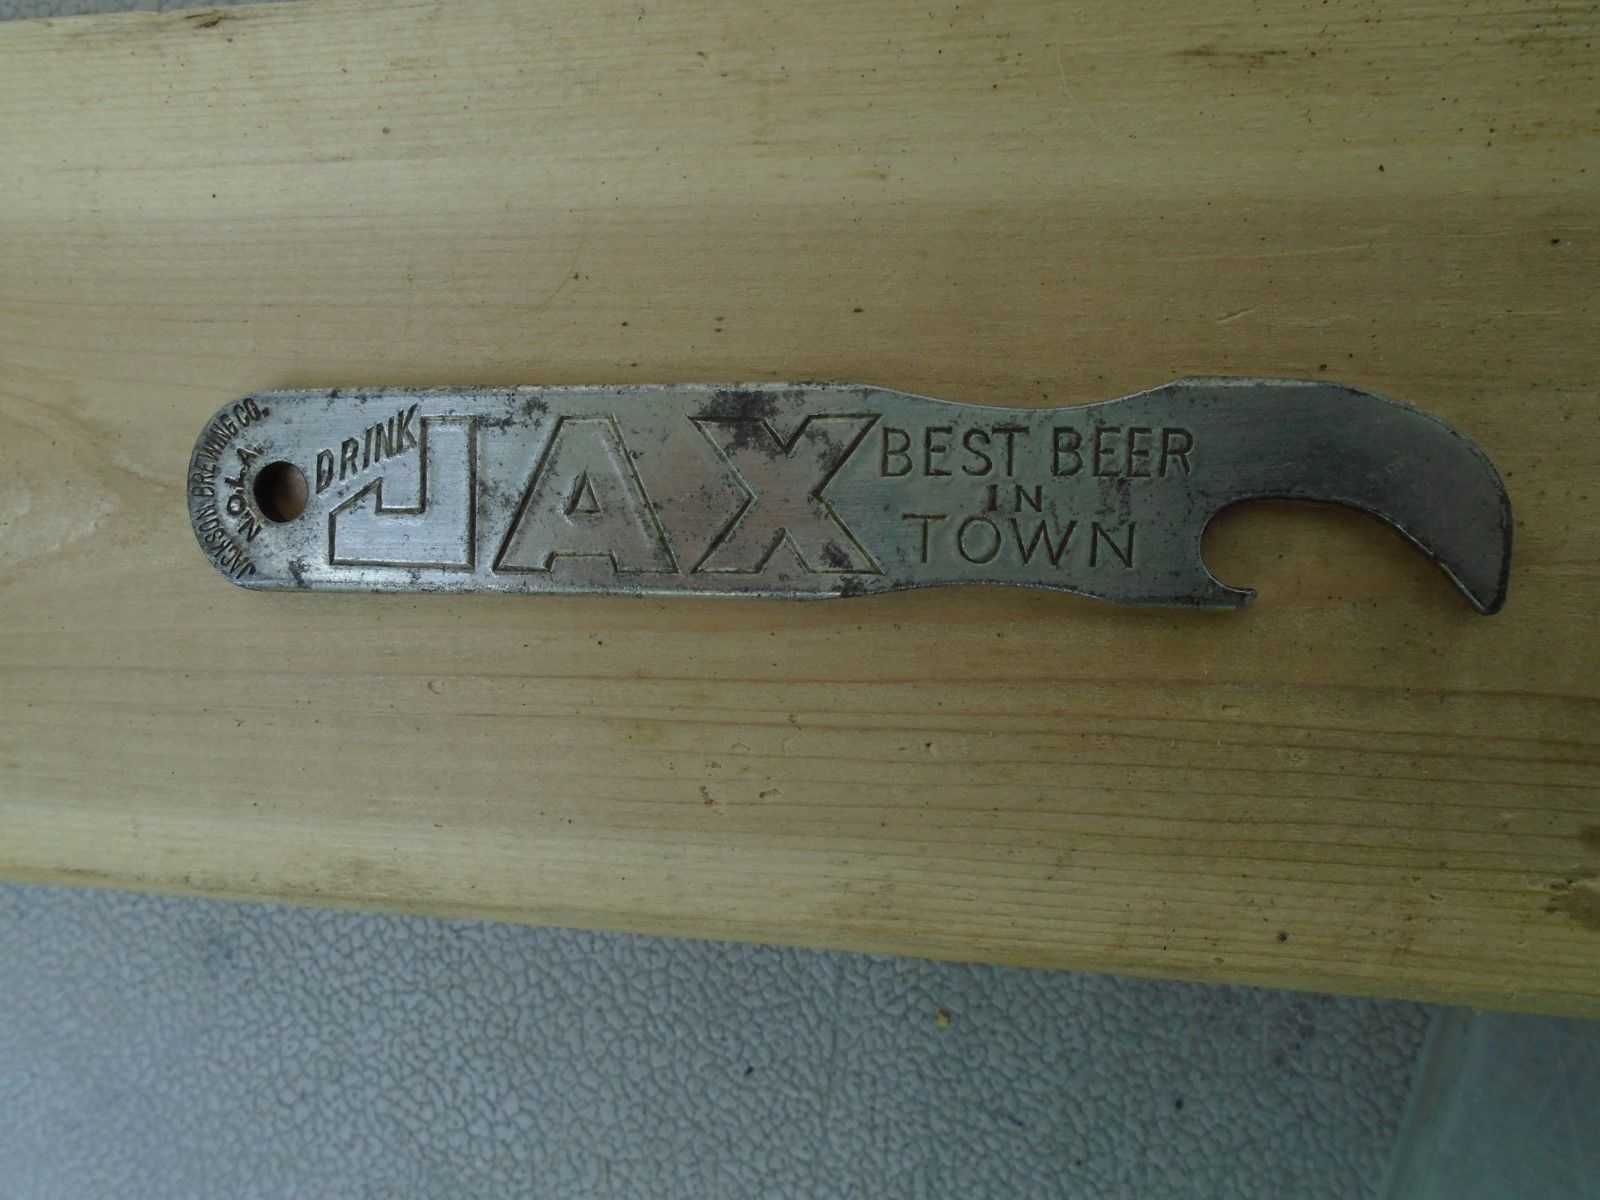 JACKSON BREWING CO.
N.O.L.A.
DRINK
JAX
BEST BEER
IN
TOWN